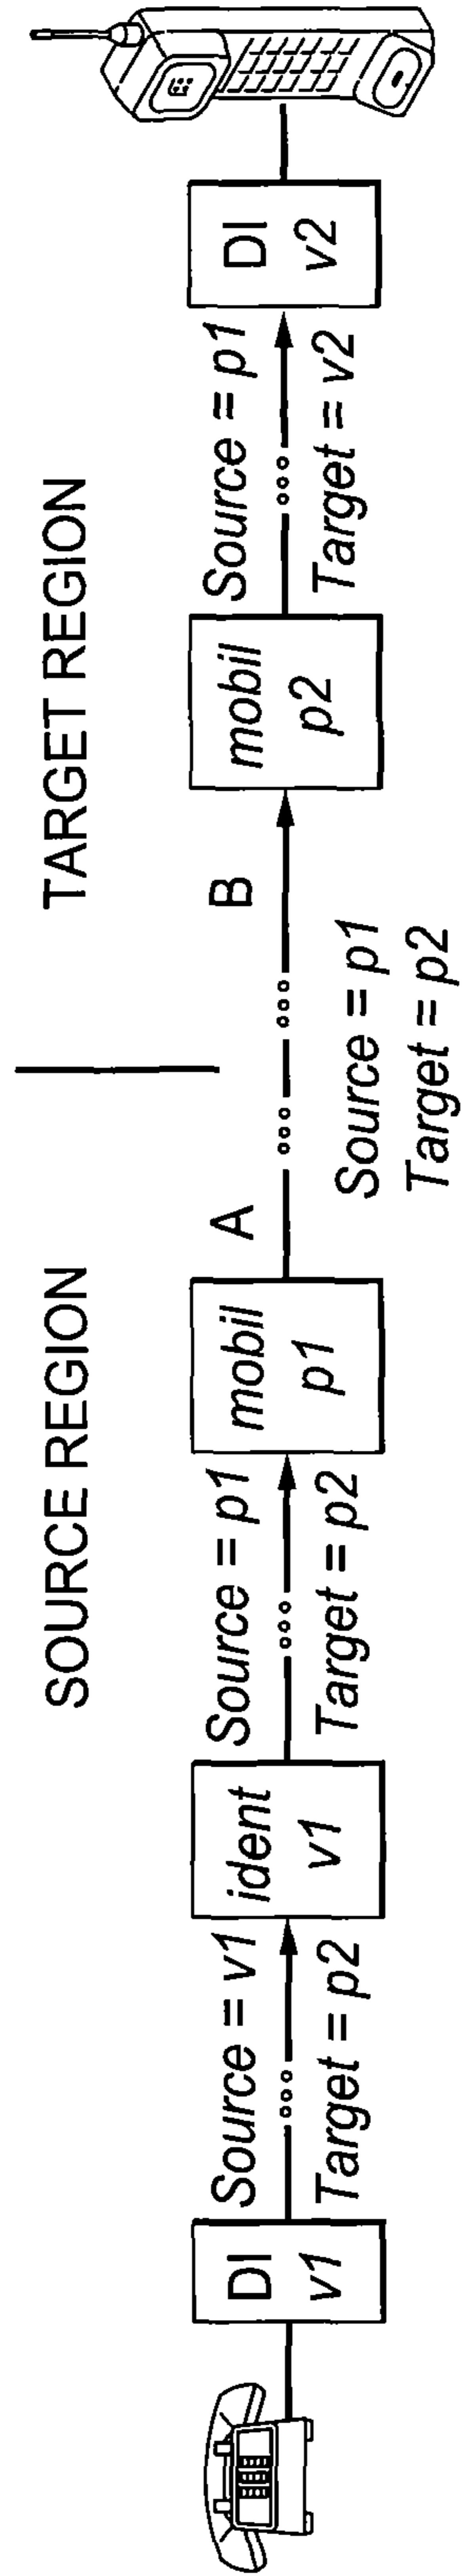 SOURCE REGION
TARGET REGION
DI
v1
Source = v1
Target = p2
ident
v1
Source = p1
Target = p2
mobil
p1
A
B
Source = p1
Target = p2
mobil
p2
Source = p1
Target = v2
DI
v2